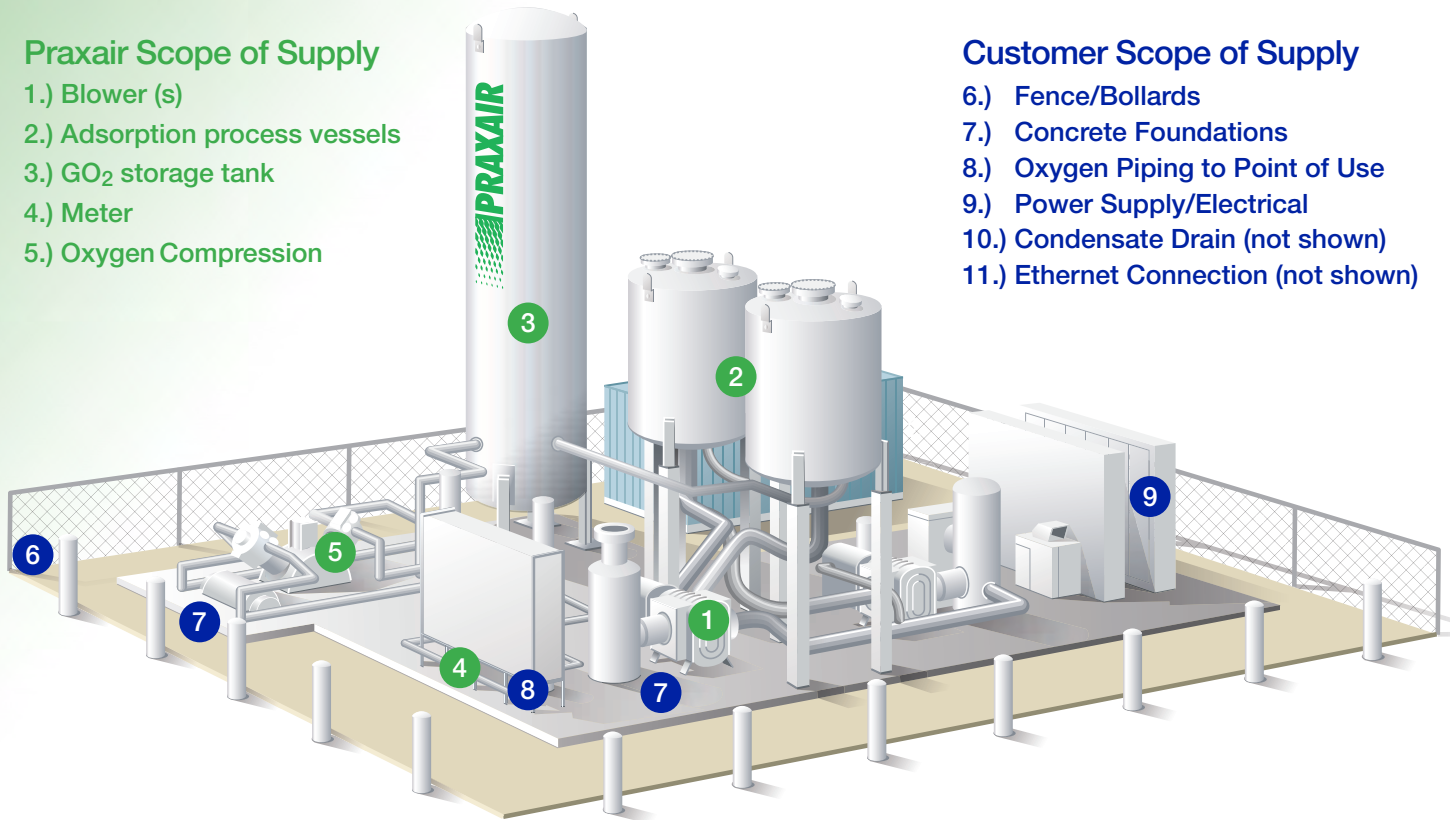 Praxair Scope of Supply
1.) Blower (s)
2.) Adsorption process vessels
3.) GO₂ storage tank
4.) Meter
5.) Oxygen Compression
Customer Scope of Supply
6.) Fence/Bollards
7.) Concrete Foundations
8.) Oxygen Piping to Point of Use
9.) Power Supply/Electrical
10.) Condensate Drain (not shown)
11.) Ethernet Connection (not shown)
PRAXAIR
3
2
9
6
5
7
1
4
8
7